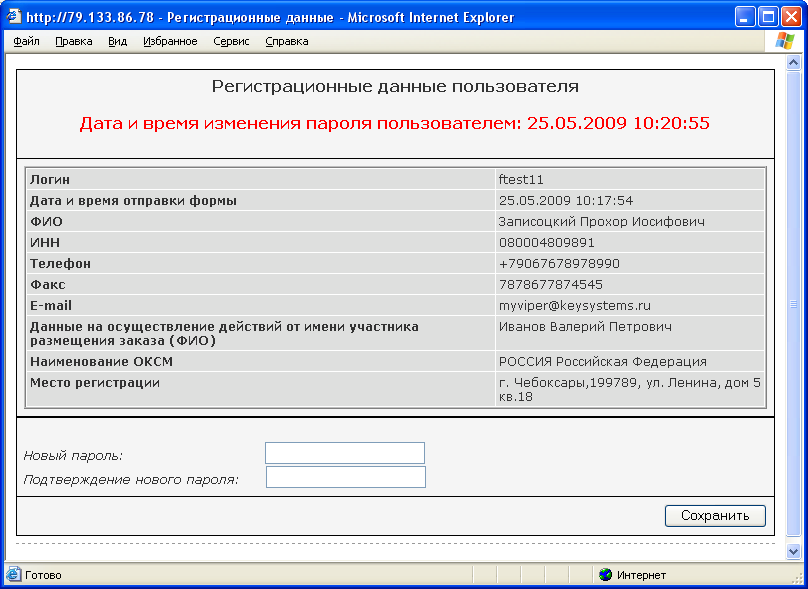 http://79.133.86.78 - Регистрационные данные - Microsoft Internet Explorer
Файл Правка Вид Избранное Сервис Справка
Регистрационные данные пользователя
Дата и время изменения пароля пользователем: 25.05.2009 10:20:55
Логин ftest11
Дата и время отправки формы 25.05.2009 10:17:54
ФИО Записоцкий Прохор Иосифович
ИНН 080004809891
Телефон +79067678978990
Факс 7878677874545
E-mail myviper@keysystems.ru
Данные на осуществление действий от имени участника Иванов Валерий Петрович
размещения заказа (ФИО)
Наименование ОКСМ РОССИЯ Российская Федерация
Место регистрации г. Чебоксары,199789, ул. Ленина, дом 5
кв.18
Новый пароль:
Подтверждение нового пароля:
Сохранить
Готово Интернет